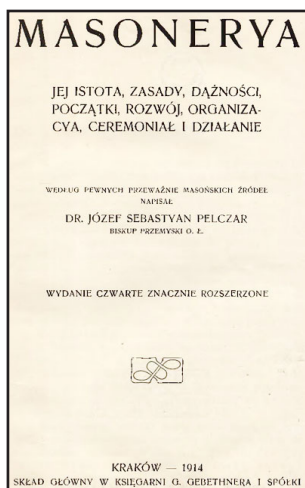 MASONERYA
JEJ ISTOTA, ZASADY, DĄŻNOŚCI,
POCZĄTKI, ROZWÓJ, ORGANIZA-
CYA, CEREMONIAŁ I DZIAŁANIE
WEDŁUG PEWNYCH PRZEWAŻNIE MASOŃSKICH ŹRÓDEŁ
NAPISAŁ
DR. JÓZEF SEBASTYAN PELCZAR
BISKUP PRZEMYSKI O. Ł.
WYDANIE CZWARTE ZNACZNIE ROZSZERZONE
KRAKÓW — 1914
SKŁAD GŁÓWNY W KSIĘGARNI G. GEBETHNERA I SPÓŁKI